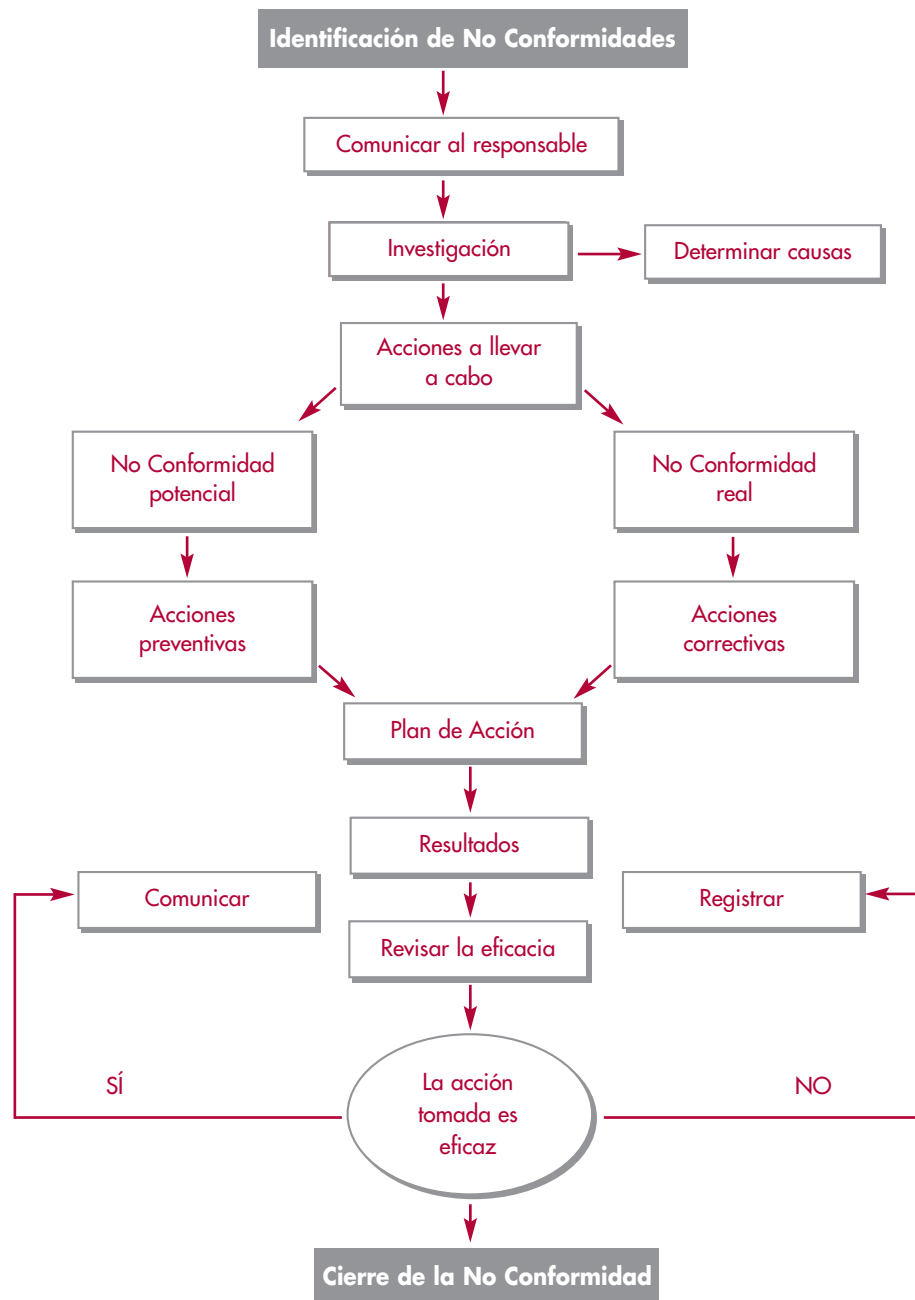 Identificación de No Conformidades
Comunicar al responsable
Investigación
Determinar causas
Acciones a llevar
a cabo
No Conformidad
potencial
No Conformidad
real
Acciones
preventivas
Acciones
correctivas
Plan de Acción
Resultados
Comunicar
Registrar
Revisar la eficacia
SÍ
La acción
tomada es
eficaz
NO
Cierre de la No Conformidad